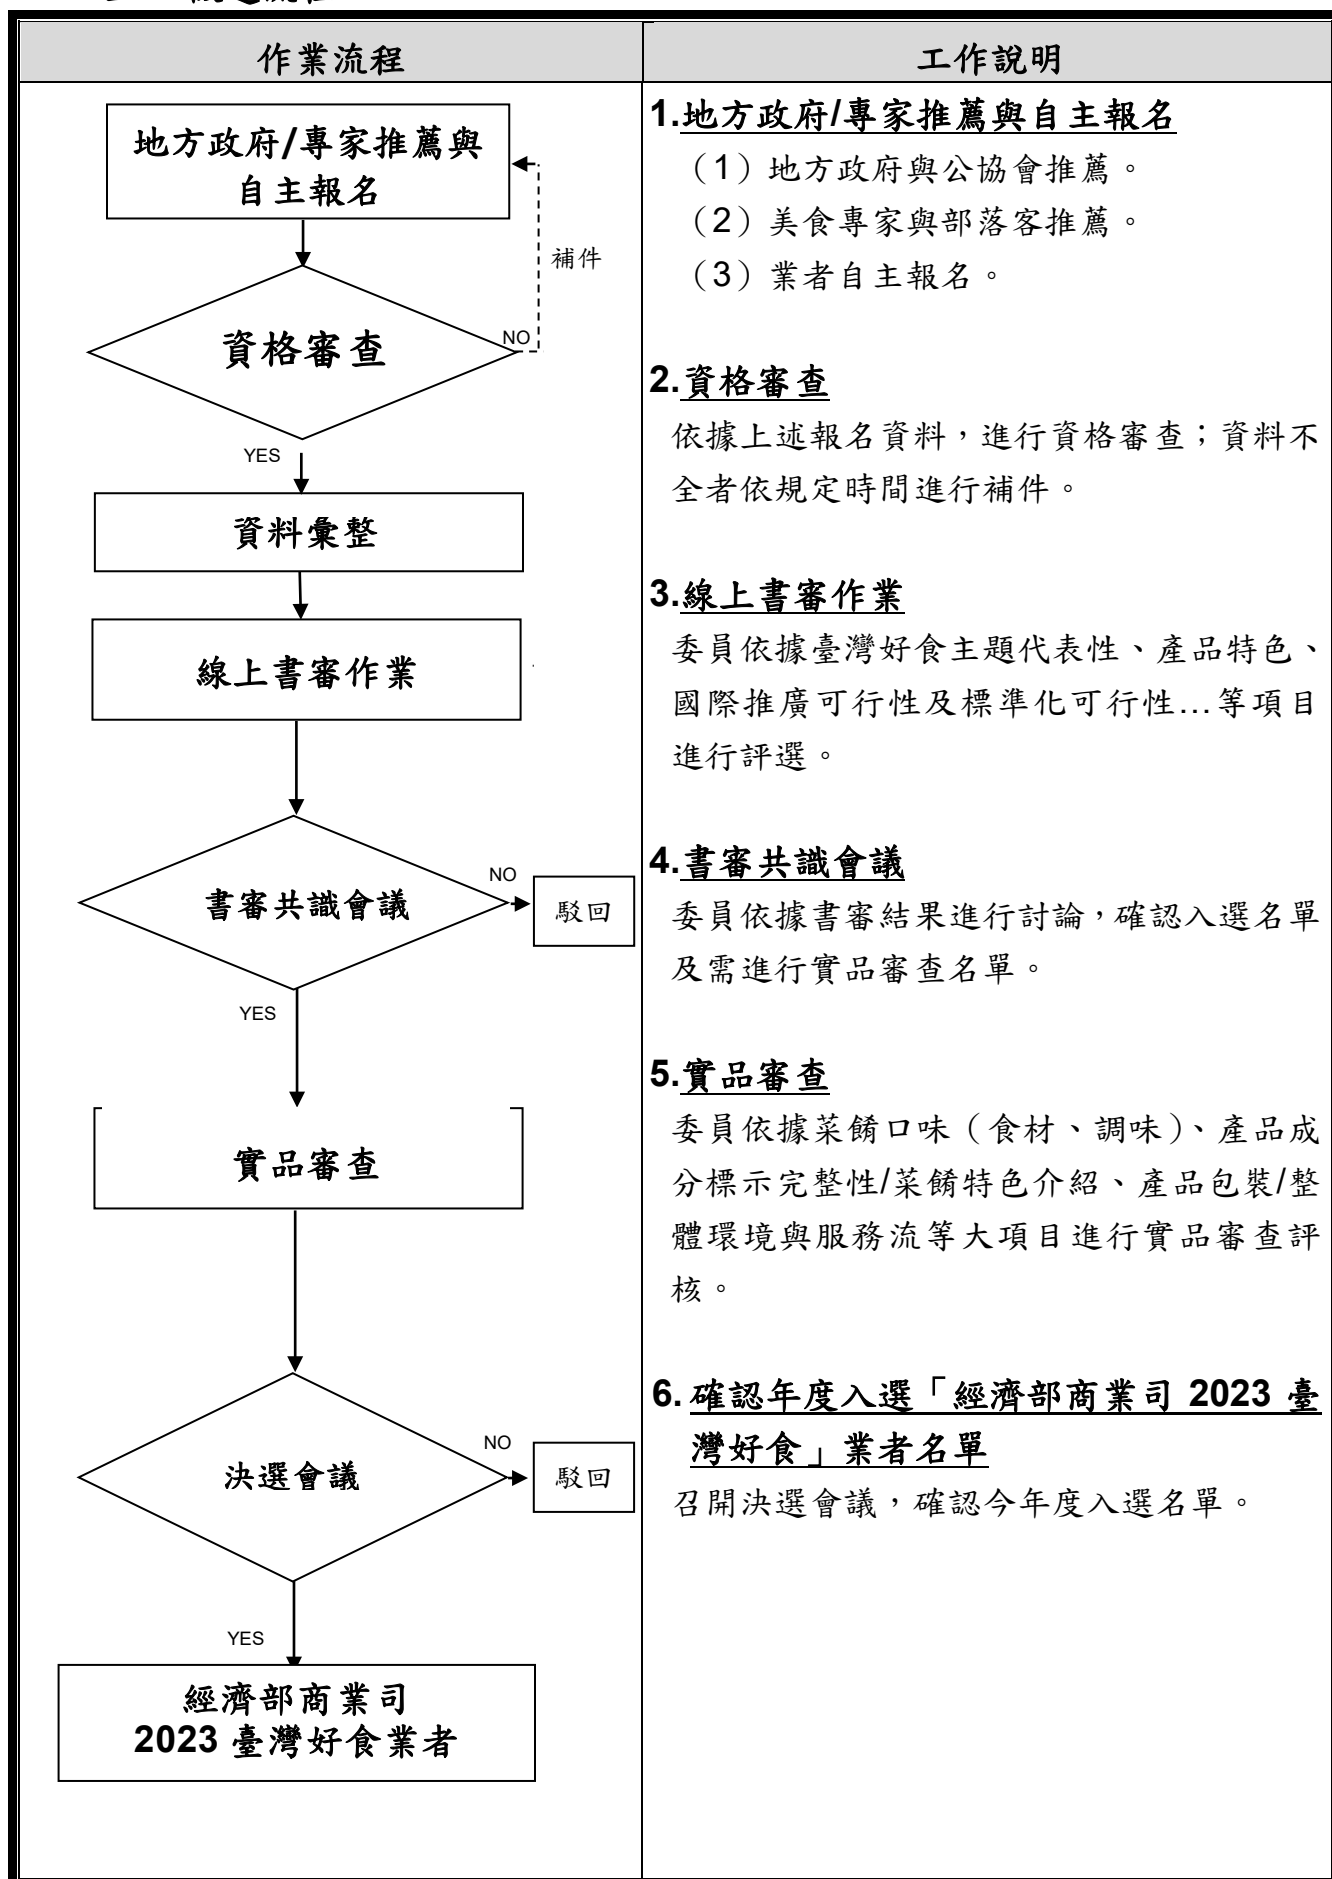 作業流程
工作說明
地方政府/專家推薦與
自主報名
補件
資格審查
NO
YES
資料彙整
線上書審作業
書審共識會議
NO
駁回
YES
實品審查
決選會議
NO
駁回
YES
經濟部商業司
2023 臺灣好食業者
1.地方政府/專家推薦與自主報名
（1）地方政府與公協會推薦。
（2）美食專家與部落客推薦。
（3）業者自主報名。
2.資格審查
依據上述報名資料，進行資格審查；資料不
全者依規定時間進行補件。
3.線上書審作業
委員依據臺灣好食主題代表性、產品特色、
國際推廣可行性及標準化可行性…等項目
進行評選。
4.書審共識會議
委員依據書審結果進行討論，確認入選名單
及需進行實品審查名單。
5.實品審查
委員依據菜餚口味（食材、調味）、產品成
分標示完整性/菜餚特色介紹、產品包裝/整
體環境與服務流等大項目進行實品審查評
核。
6. 確認年度入選「經濟部商業司 2023 臺
灣好食」業者名單
召開決選會議，確認今年度入選名單。